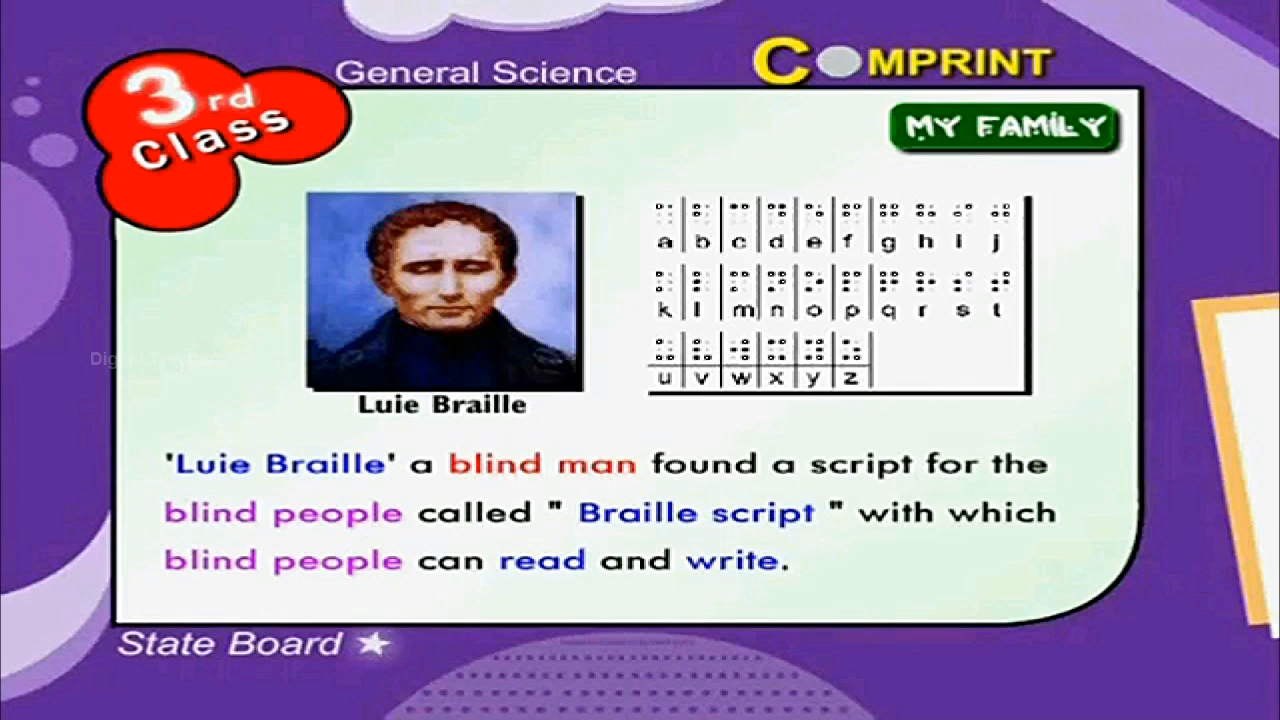 General Science
COMPRINT
3rd
Class
MY FAMILY
a b c d e f g h i j
k l m n o p q r s t
u v w x y z
Luie Braille
'Luie Braille' a blind man found a script for the
blind people called " Braille script " with which
blind people can read and write.
State Board